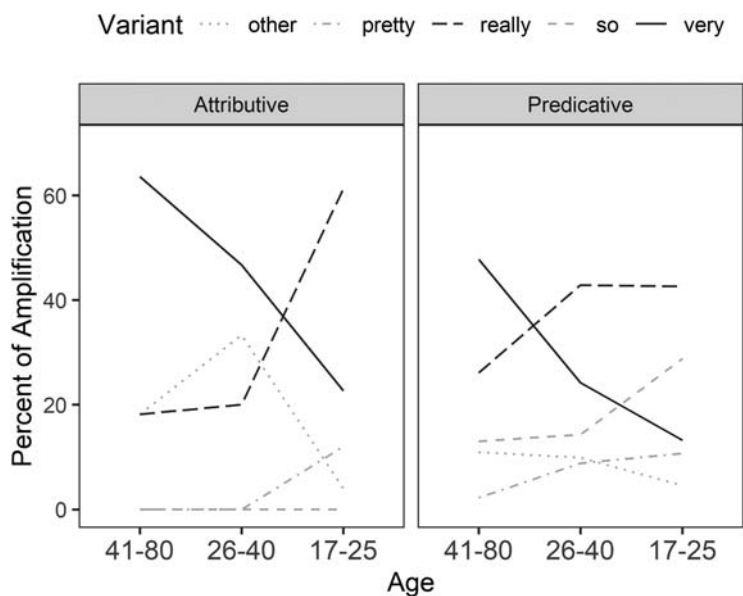 Variant other pretty really so very
Attributive Predicative
60
40
20
0
Percent of Amplification
41-80 26-40 17-25 41-80 26-40 17-25
Age